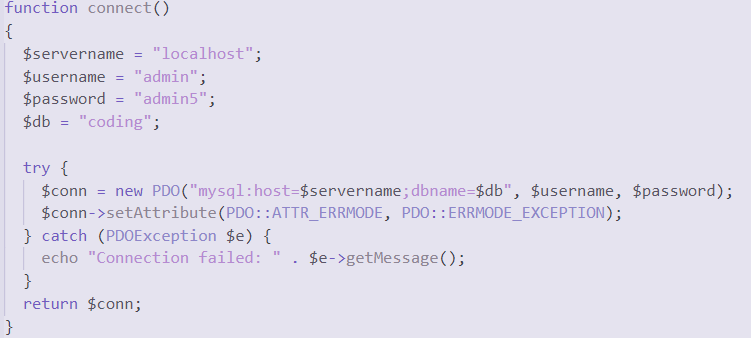 function connect()
{
  $servername = "localhost";
  $username = "admin";
  $password = "admin5";
  $db = "coding";

  try {
    $conn = new PDO("mysql:host=$servername;dbname=$db", $username, $password);
    $conn->setAttribute(PDO::ATTR_ERRMODE, PDO::ERRMODE_EXCEPTION);
  } catch (PDOException $e) {
    echo "Connection failed: " . $e->getMessage();
  }
  return $conn;
}